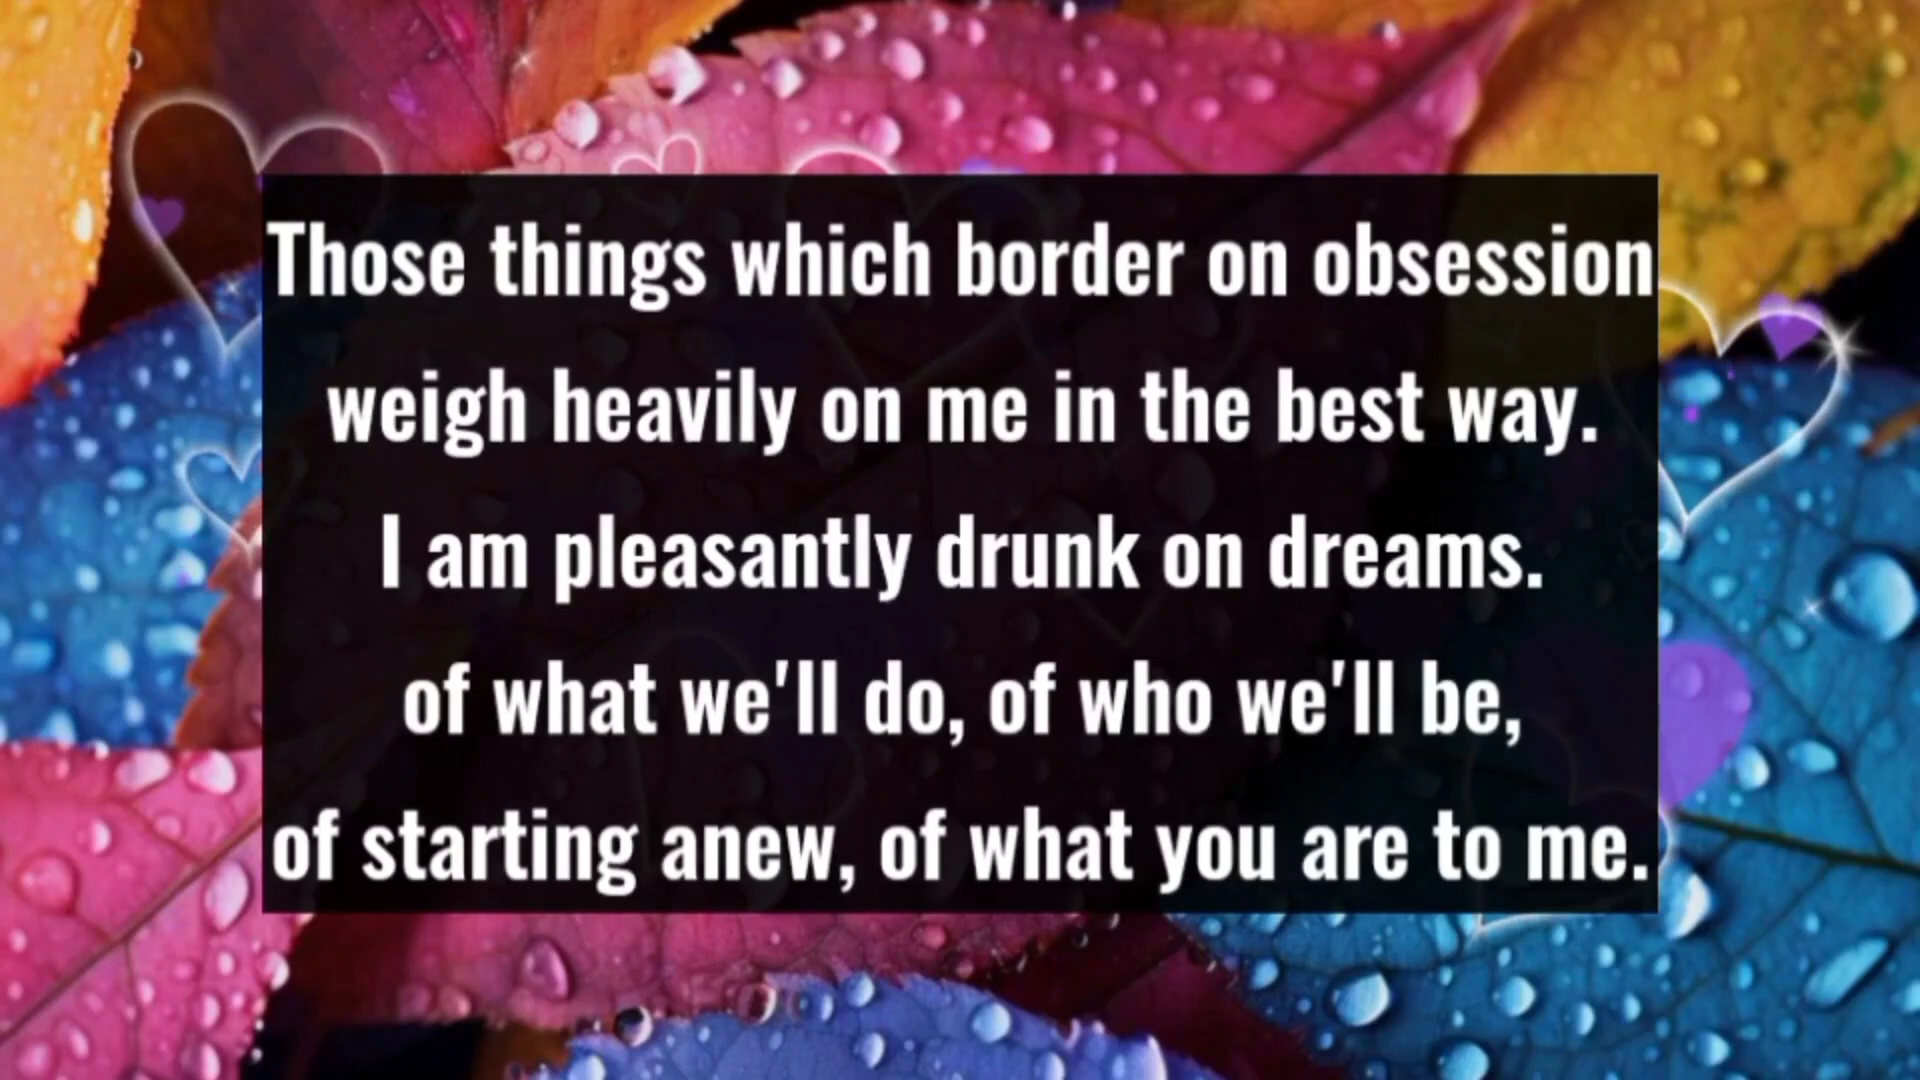 Those things which border on obsession
weigh heavily on me in the best way.
I am pleasantly drunk on dreams.
of what we'll do, of who we'll be,
of starting anew, of what you are to me.